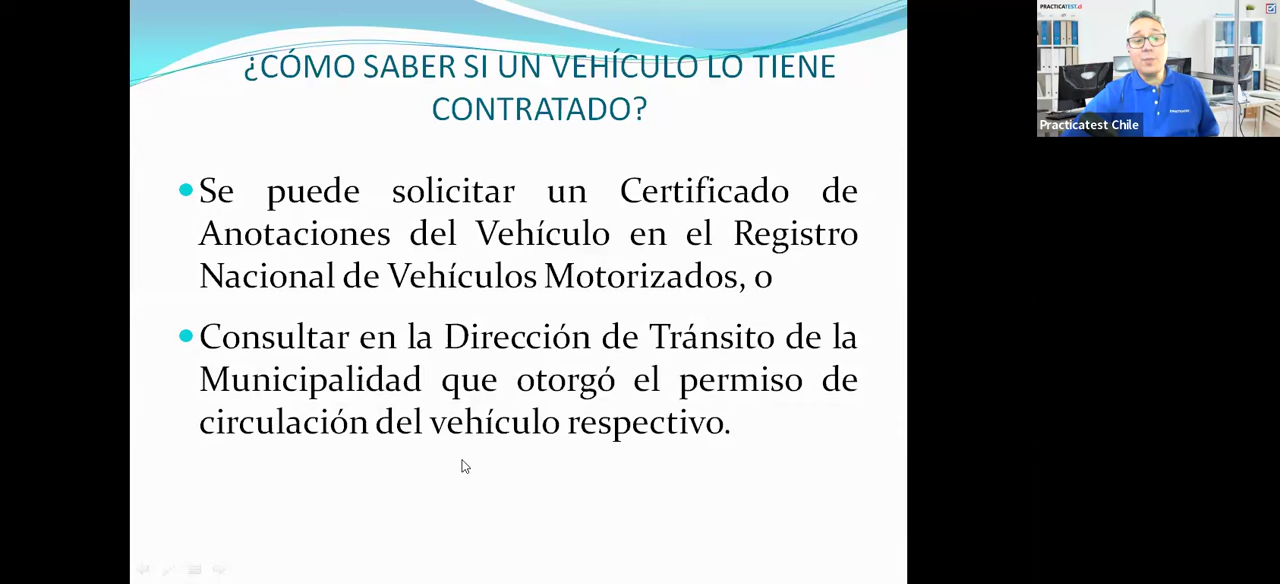 ¿CÓMO SABER SI UN VEHÍCULO LO TIENE
CONTRATADO?
Se puede solicitar un Certificado de
Anotaciones del Vehículo en el Registro
Nacional de Vehículos Motorizados, o
Consultar en la Dirección de Tránsito de la
Municipalidad que otorgó el permiso de
circulación del vehículo respectivo.
PRACTICATEST.cl
Practicatest Chile